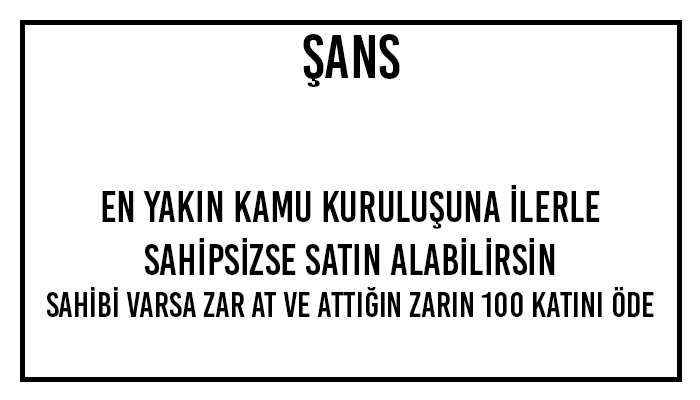 ŞANS
EN YAKIN KAMU KURULUŞUNA İLERLE
SAHİPSİZSE SATIN ALABİLİRSİN
SAHİBİ VARSA ZAR AT VE ATTIĞIN ZARIN 100 KATINI ÖDE